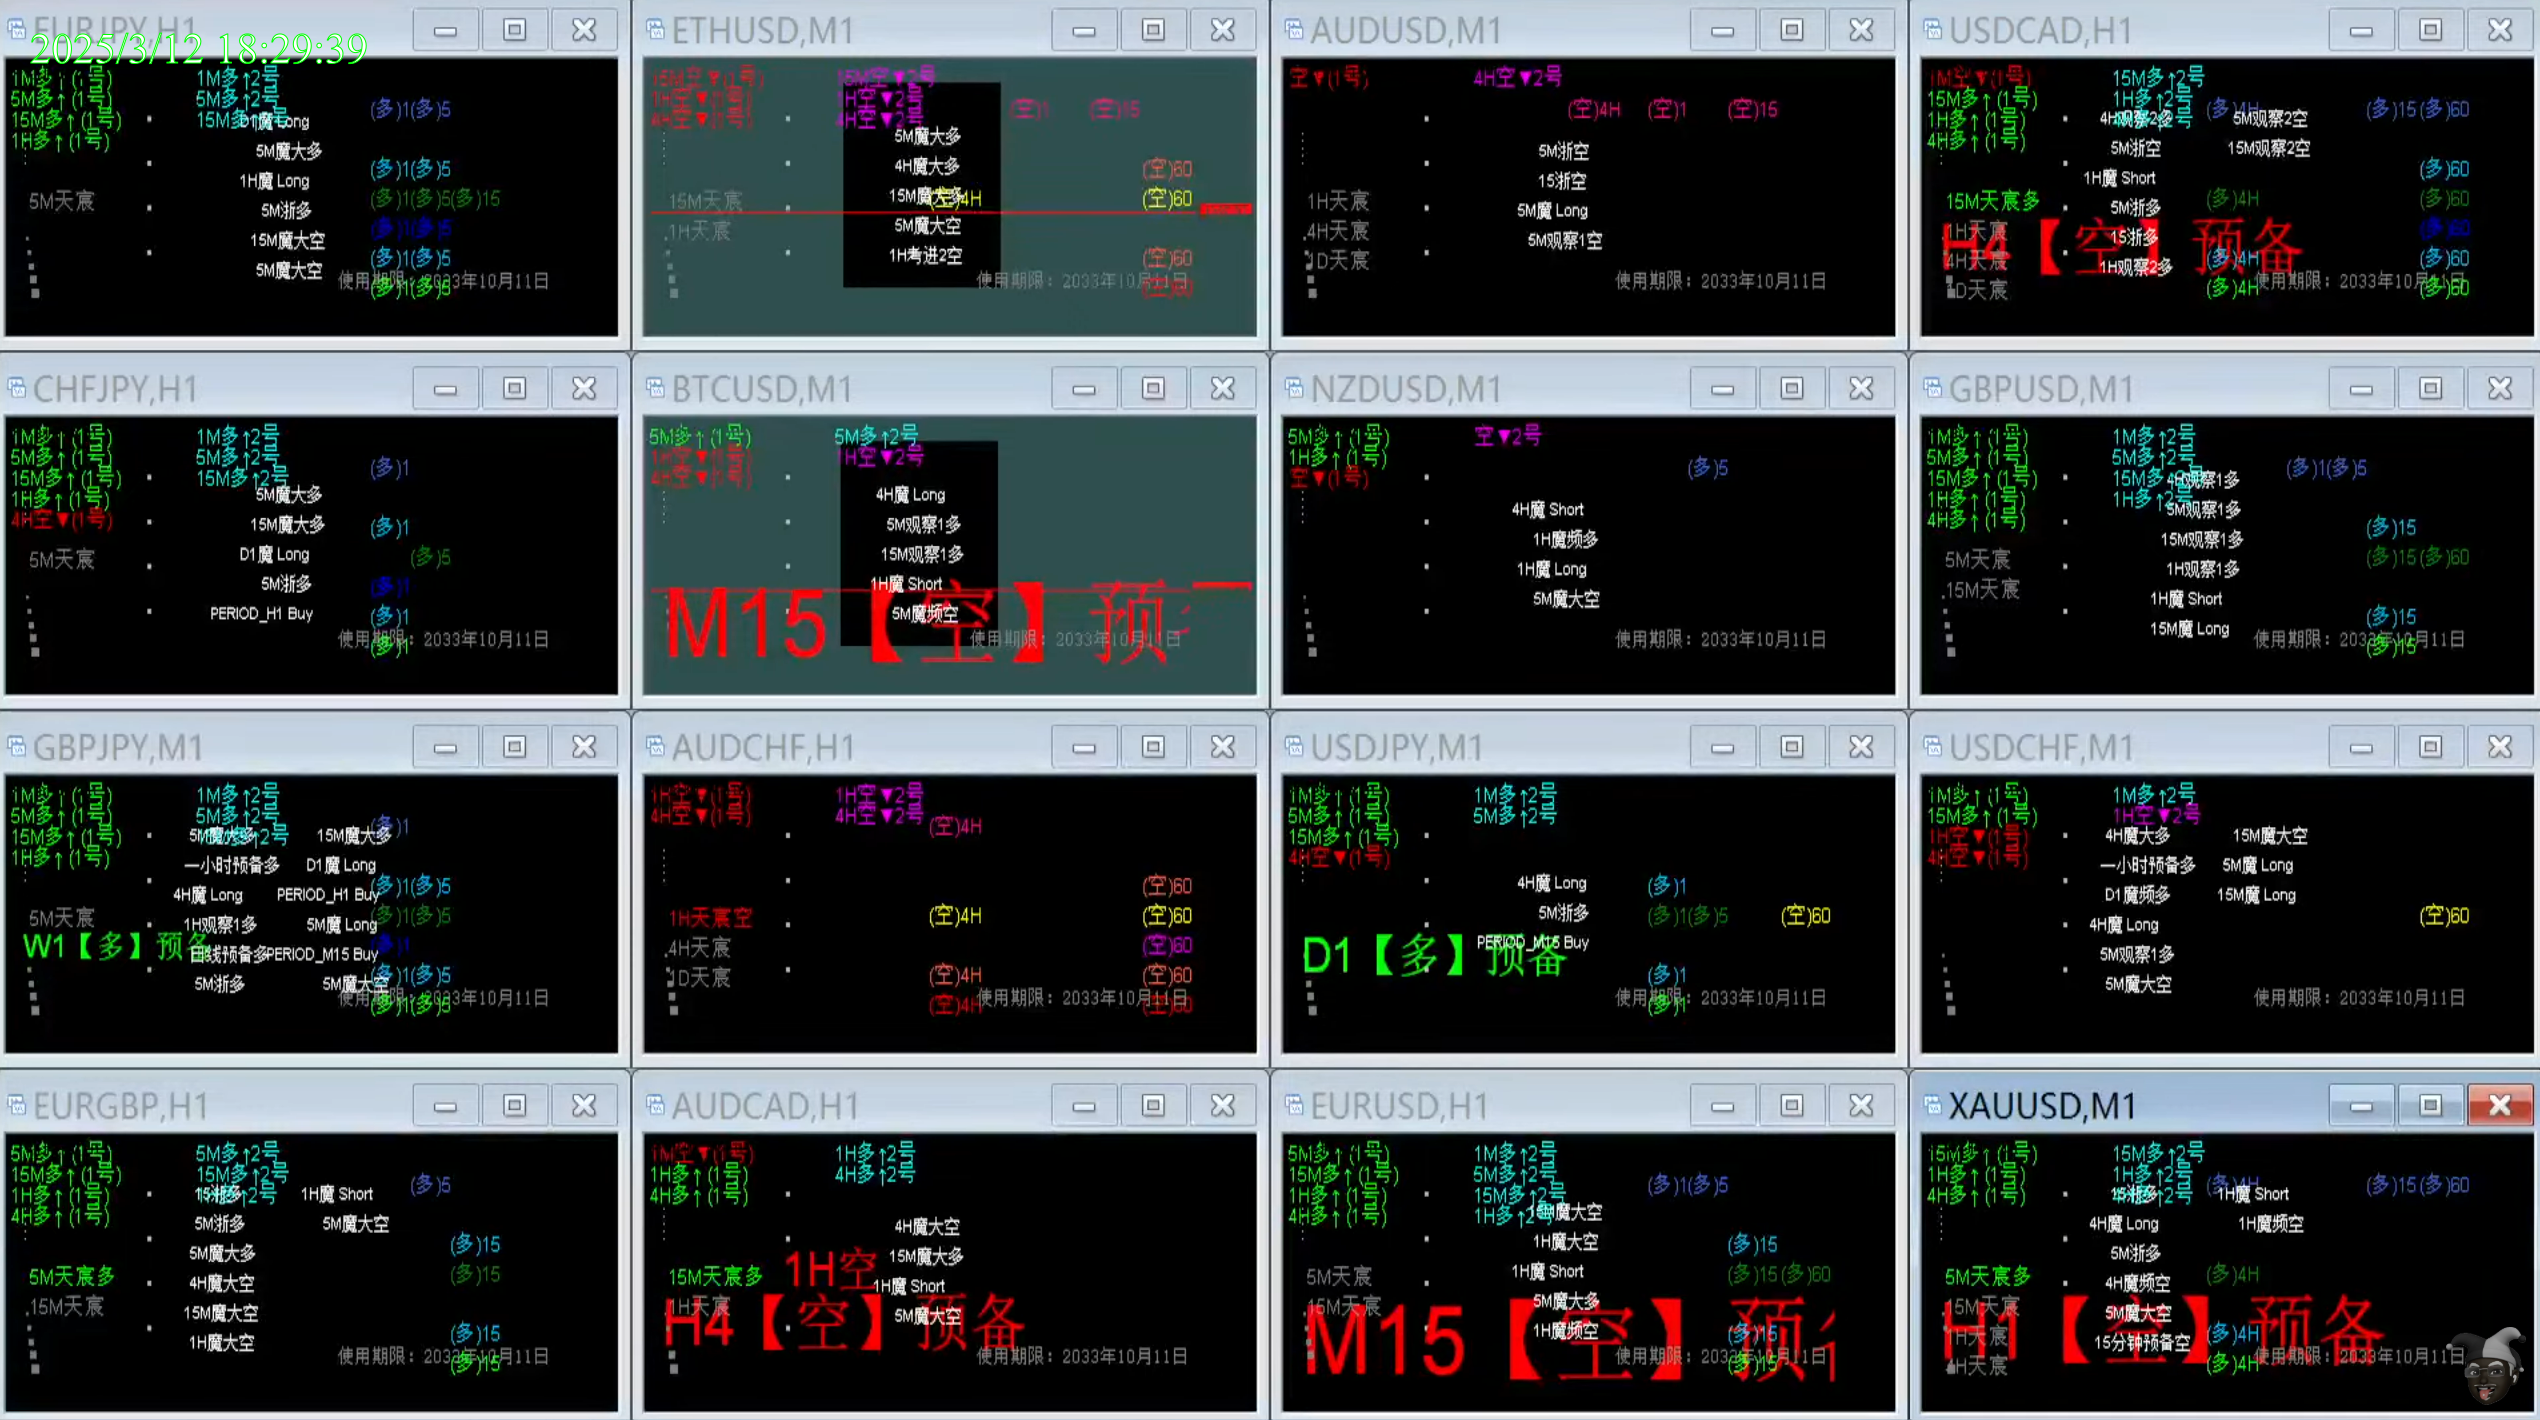 EURJPY,H1
2025/3/12 18:29:39
1M多↑(1号) 1M多↑2号
5M多↑(1号) 5M多↑2号 (多)1(多)5
15M多↑(1号) 15M多↑2号 D1魔 Long
1H多↑(1号)
5M魔大多
(多)1(多)5
1H魔 Long
5M天宸 (多)1(多)5(多)15
5M浙多
(多)1(多)5
15M魔大空
(多)1(多)5
5M魔大空
使用期限: 2033年10月11日
(多)1(多)5
ETHUSD,M1
15M空▼(1号) 15M空▼2号
1H空▼(1号) 1H空▼2号 (空)1 (空)15
4H空▼(1号) 4H空▼2号
5M魔大多
4H魔大多 (空)60
15M天宸 15M魔大多 (空)4H (空)60
1H天宸 5M魔大空
1H考进2空 (空)60
使用期限: 2033年10月11日
(空)60
AUDUSD,M1
空▼(1号) 4H空▼2号
(空)4H (空)1 (空)15
5M浙空
15浙空
1H天宸 5M魔 Long
4H天宸 5M观察1空
1D天宸
使用期限: 2033年10月11日
USDCAD,H1
1M空▼(1号) 15M多↑2号
15M多↑(1号) 1H多↑2号 (多)4H (多)15(多)60
1H多↑(1号) 4H观察2多 5M观察2空
4H多↑(1号) 5M浙空 15M观察2空
1H魔 Short (多)60
15M天宸多 5M浙多 (多)4H (多)60
1H天宸 15浙多 (多)60
H4【空】预备
4H天宸 1H观察2多 (多)4H (多)60
D天宸 (多)4H 使用期限: 2033年10月11日 (多)60
CHFJPY,H1
1M多↑(1号) 1M多↑2号
5M多↑(1号) 5M多↑2号 (多)1
15M多↑(1号) 15M多↑2号
1H多↑(1号) 5M魔大多
4H空▼(1号) 15M魔大多 (多)1
5M天宸 D1魔 Long (多)5
5M浙多 (多)1
PERIOD_H1 Buy (多)1
使用期限: 2033年10月11日
(多)1
BTCUSD,M1
5M多↑(1号) 5M多↑2号
1H空▼(1号) 1H空▼2号
4H空▼(1号)
4H魔 Long
5M观察1多
15M观察1多
1H魔 Short
5M魔频空
M15【空】预
使用期限: 2033年10月11日
NZDUSD,M1
5M多↑(1号) 空▼2号
1H多↑(1号) (多)5
空▼(1号)
4H魔 Short
1H魔频多
1H魔 Long
5M魔大空
使用期限: 2033年10月11日
GBPUSD,M1
1M多↑(1号) 1M多↑2号
5M多↑(1号) 5M多↑2号 (多)1(多)5
15M多↑(1号) 15M多↑2号 4H观察1多
1H多↑(1号) 1H多↑2号 5M观察1多
4H多↑(1号) 15M观察1多 (多)15
5M天宸 1H观察1多 (多)15(多)60
15M天宸 1H魔 Short
15M魔 Long (多)15
使用期限: 2033年10月11日
(多)15
GBPJPY,M1
1M多↑(1号) 1M多↑2号
5M多↑(1号) 5M多↑2号 (多)1
15M多↑(1号) 5M魔大多 15M魔大多
1H多↑(1号) 一小时预备多 D1魔 Long
4H魔 Long PERIOD_H1 Buy (多)1(多)5
5M天宸 1H观察1多 5M魔 Long (多)1(多)5
W1【多】预备 日线预备多 PERIOD_M15 Buy (多)1
5M浙多 5M魔大空 (多)1(多)5
使用期限: 2033年10月11日
(多)1(多)5
AUDCHF,H1
1H空▼(1号) 1H空▼2号
4H空▼(1号) 4H空▼2号 (空)4H
(空)60
1H天宸空 (空)4H (空)60
4H天宸 (空)60
1D天宸 (空)4H (空)60
(空)4H 使用期限: 2033年10月11日 (空)60
USDJPY,M1
1M多↑(1号) 1M多↑2号
5M多↑(1号) 5M多↑2号
15M多↑(1号)
4H空▼(1号)
4H魔 Long (多)1
5M浙多 (多)1(多)5 (空)60
D1【多】预备 PERIOD_M15 Buy
(多)1
使用期限: 2033年10月11日
(多)1
USDCHF,M1
1M多↑(1号) 1M多↑2号
15M多↑(1号) 1H空▼2号
1H空▼(1号) 4H魔大多 15M魔大空
4H空▼(1号) 一小时预备多 5M魔 Long
D1魔频多 15M魔 Long
4H魔 Long (空)60
5M观察1多
5M魔大空
使用期限: 2033年10月11日
EURGBP,H1
5M多↑(1号) 5M多↑2号
15M多↑(1号) 15M多↑2号 (多)5
1H多↑(1号) 15浙多 1H魔 Short
4H多↑(1号) 5M浙多 5M魔大空
5M魔大多 (多)15
5M天宸多 4H魔大空 (多)15
15M天宸 15M魔大空
1H魔大空 (多)15
使用期限: 2033年10月11日
(多)15
AUDCAD,H1
1M空▼(1号) 1H多↑2号
1H多↑(1号) 4H多↑2号
4H多↑(1号)
4H魔大空
15M魔大多
15M天宸多 1H空 1H魔 Short
1H天宸 5M魔大空
H4【空】预备
使用期限: 2033年10月11日
EURUSD,H1
5M多↑(1号) 1M多↑2号
15M多↑(1号) 5M多↑2号 (多)1(多)5
1H多↑(1号) 15M多↑2号
4H多↑(1号) 1H多↑2号 魔大空
1H魔大空 (多)15
5M天宸 1H魔 Short (多)15(多)60
15M天宸 5M魔大多
1H魔频空 (多)15
M15【空】预
使用期限: 2033年10月11日
(多)15
XAUUSD,M1
15M多↑(1号) 15M多↑2号
1H多↑(1号) 1H多↑2号 (多)4H (多)15(多)60
4H多↑(1号) 15浙多 1H魔 Short
4H魔 Long 1H魔频空
5M浙多
5M天宸多 4H魔频空 (多)4H
15M天宸 5M魔大空
H1【空】预备
1H天宸 15分钟预备空 (多)4H
4H天宸 (多)4H 使用期限: 2033年10月11日